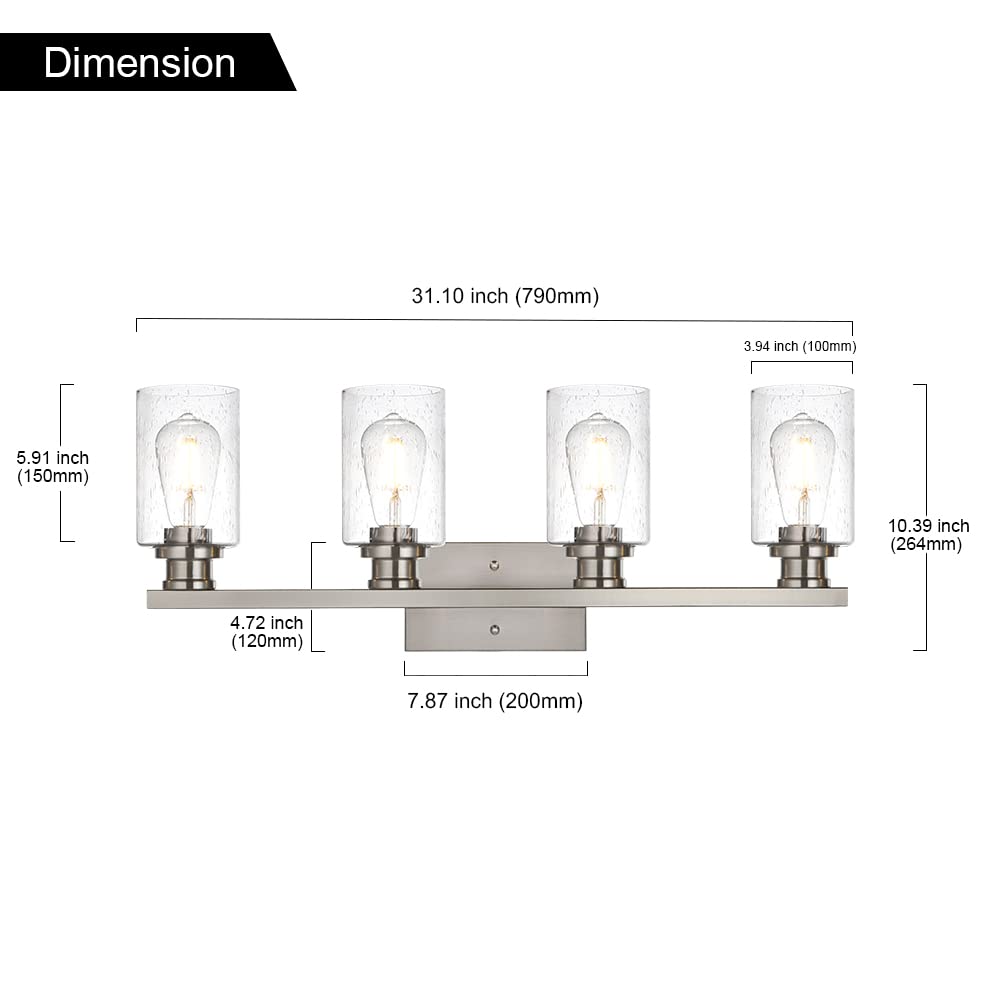 Dimension
31.10 inch (790mm)
3.94 inch (100mm)
5.91 inch
(150mm)
10.39 inch
(264mm)
4.72 inch
(120mm)
7.87 inch (200mm)